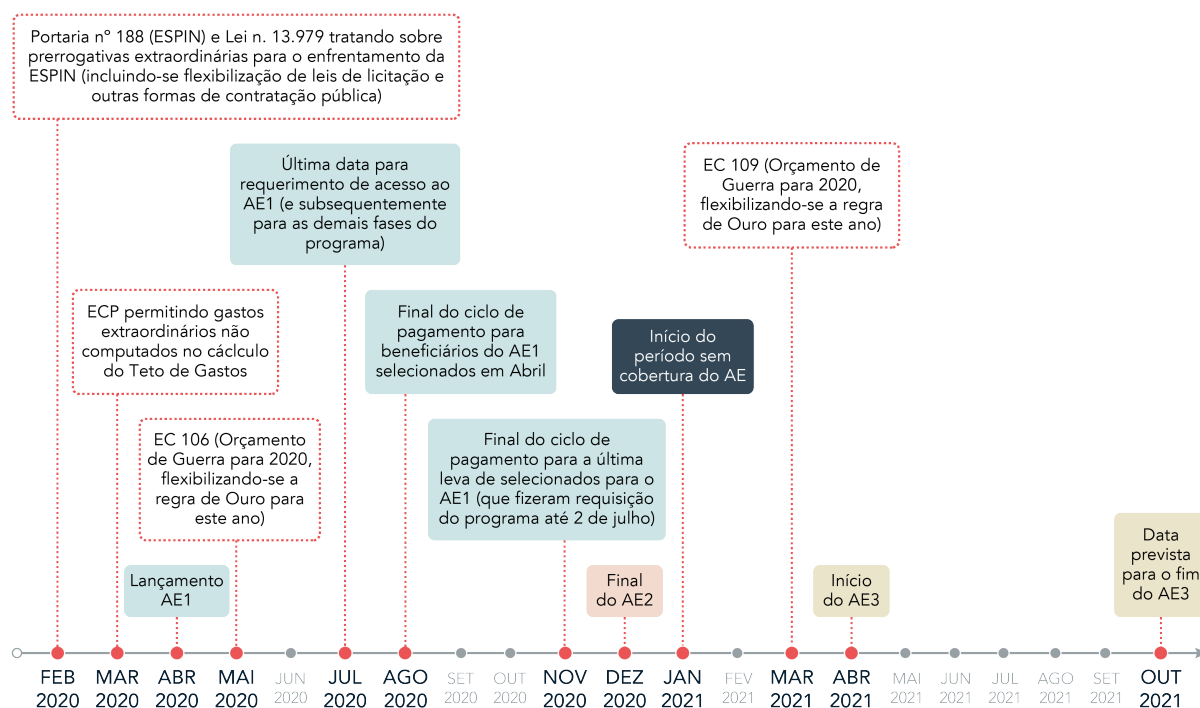 Portaria nº 188 (ESPIN) e Lei n. 13.979 tratando sobre
prerrogativas extraordinárias para o enfrentamento da
ESPIN (incluindo-se flexibilização de leis de licitação e
outras formas de contratação pública)
Última data para
requerimento de acesso ao
AE1 (e subsequentemente
para as demais fases do
programa)
EC 109 (Orçamento de
Guerra para 2020,
flexibilizando-se a regra
de Ouro para este ano)
ECP permitindo gastos
extraordinários não
computados no cáclculo
do Teto de Gastos
Final do ciclo de
pagamento para
beneficiários do AE1
selecionados em Abril
Início do
período sem
cobertura do AE
EC 106 (Orçamento
de Guerra para 2020,
flexibilizando-se a
regra de Ouro para
este ano)
Final do ciclo de
pagamento para a última
leva de selecionados para o
AE1 (que fizeram requisição
do programa até 2 de julho)
Data
prevista
para o fim
do AE3
Lançamento
AE1
Final
do AE2
Início
do AE3
FEB
2020
MAR
2020
ABR
2020
MAI
2020
JUN
2020
JUL
2020
AGO
2020
SET
2020
OUT
2020
NOV
2020
DEZ
2020
JAN
2021
FEV
2021
MAR
2021
ABR
2021
MAI
2021
JUN
2021
JUL
2021
AGO
2021
SET
2021
OUT
2021